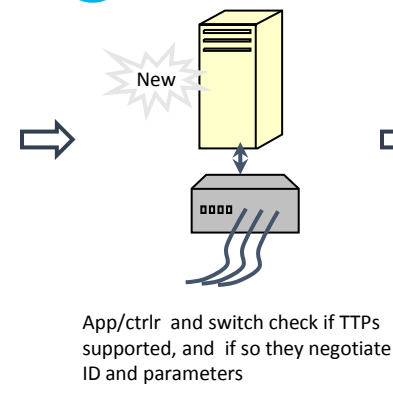 New
App/ctrlr and switch check if TTPs
supported, and if so they negotiate
ID and parameters